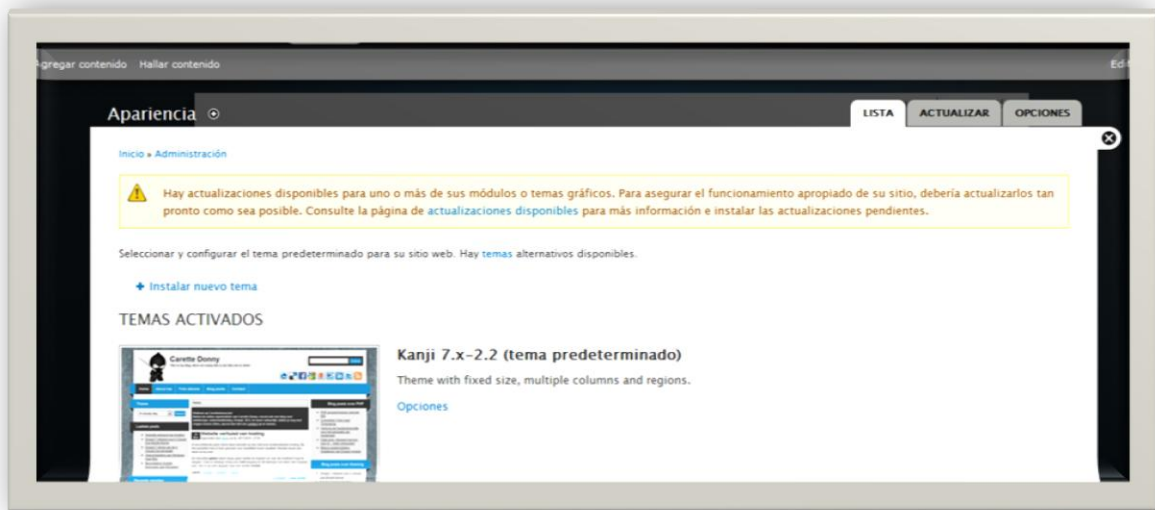 Agregar contenido Hallar contenido
Apariencia
LISTA ACTUALIZAR OPCIONES
Inicio » Administración
Hay actualizaciones disponibles para uno o más de sus módulos o temas gráficos. Para asegurar el funcionamiento apropiado de su sitio, debería actualizarlos tan
pronto como sea posible. Consulte la página de actualizaciones disponibles para más información e instalar las actualizaciones pendientes.
Seleccionar y configurar el tema predeterminado para su sitio web. Hay temas alternativos disponibles.
+ Instalar nuevo tema
TEMAS ACTIVADOS
Carette Donny
Kanji 7.x-2.2 (tema predeterminado)
Theme with fixed size, multiple columns and regions.
Opciones